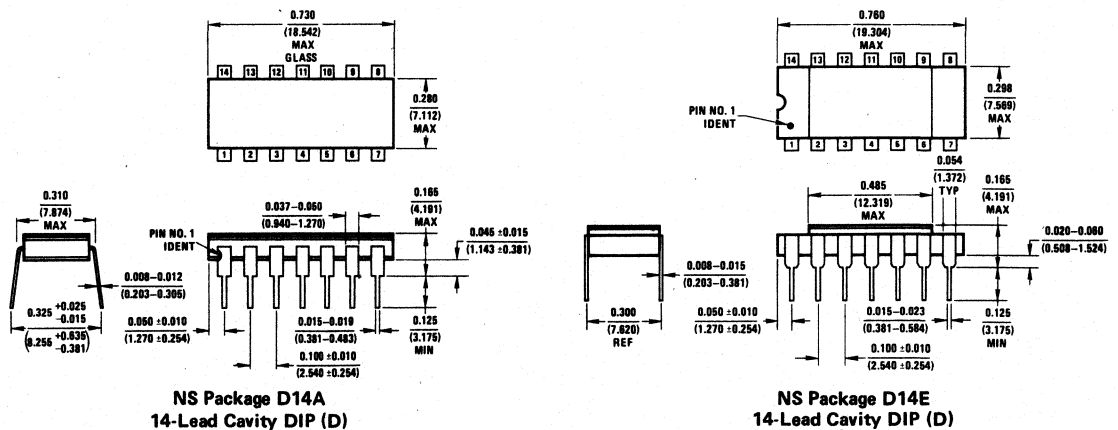 0.730
(18.542)
MAX
GLASS
14 13 12 11 10 9 8
0.280
(7.112)
MAX
1 2 3 4 5 6 7
0.310
(7.874)
MAX
0.008–0.012
(0.203–0.305)
0.325 +0.025
–0.015
(8.255 +0.635
–0.381)
PIN NO. 1
IDENT
0.037–0.050
(0.940–1.270)
0.165
(4.191)
MAX
0.045 ±0.015
(1.143 ±0.381)
0.050 ±0.010
(1.270 ±0.254)
0.015–0.019
(0.381–0.483)
0.100 ±0.010
(2.540 ±0.254)
0.125
(3.175)
MIN
NS Package D14A
14-Lead Cavity DIP (D)
0.760
(19.304)
MAX
14 13 12 11 10 9 8
PIN NO. 1
IDENT
0.298
(7.569)
MAX
1 2 3 4 5 6 7
0.054
(1.372)
TYP
0.485
(12.319)
MAX
0.165
(4.191)
MAX
0.020–0.060
(0.508–1.524)
0.008–0.015
(0.203–0.381)
0.300
(7.620)
REF
0.050 ±0.010
(1.270 ±0.254)
0.015–0.023
(0.381–0.584)
0.100 ±0.010
(2.540 ±0.254)
0.125
(3.175)
MIN
NS Package D14E
14-Lead Cavity DIP (D)